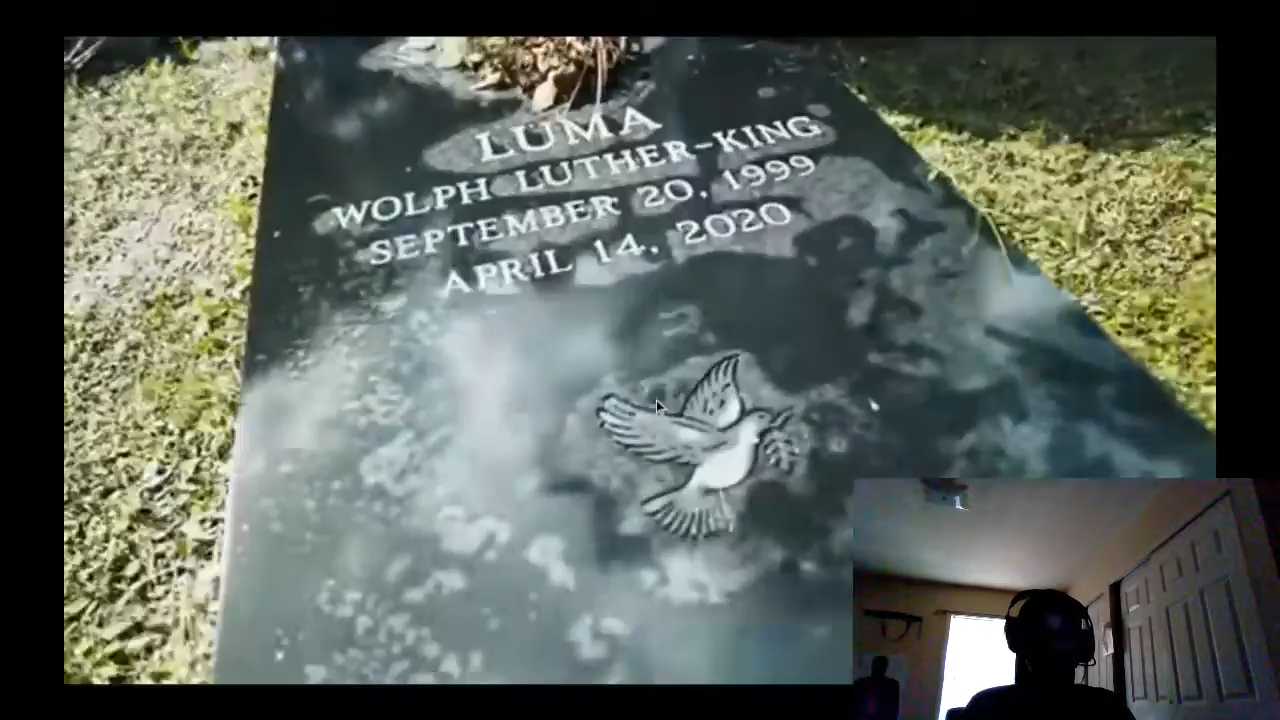 LUMA
WOLPH LUTHER-KING
SEPTEMBER 20, 1999
APRIL 14, 2020